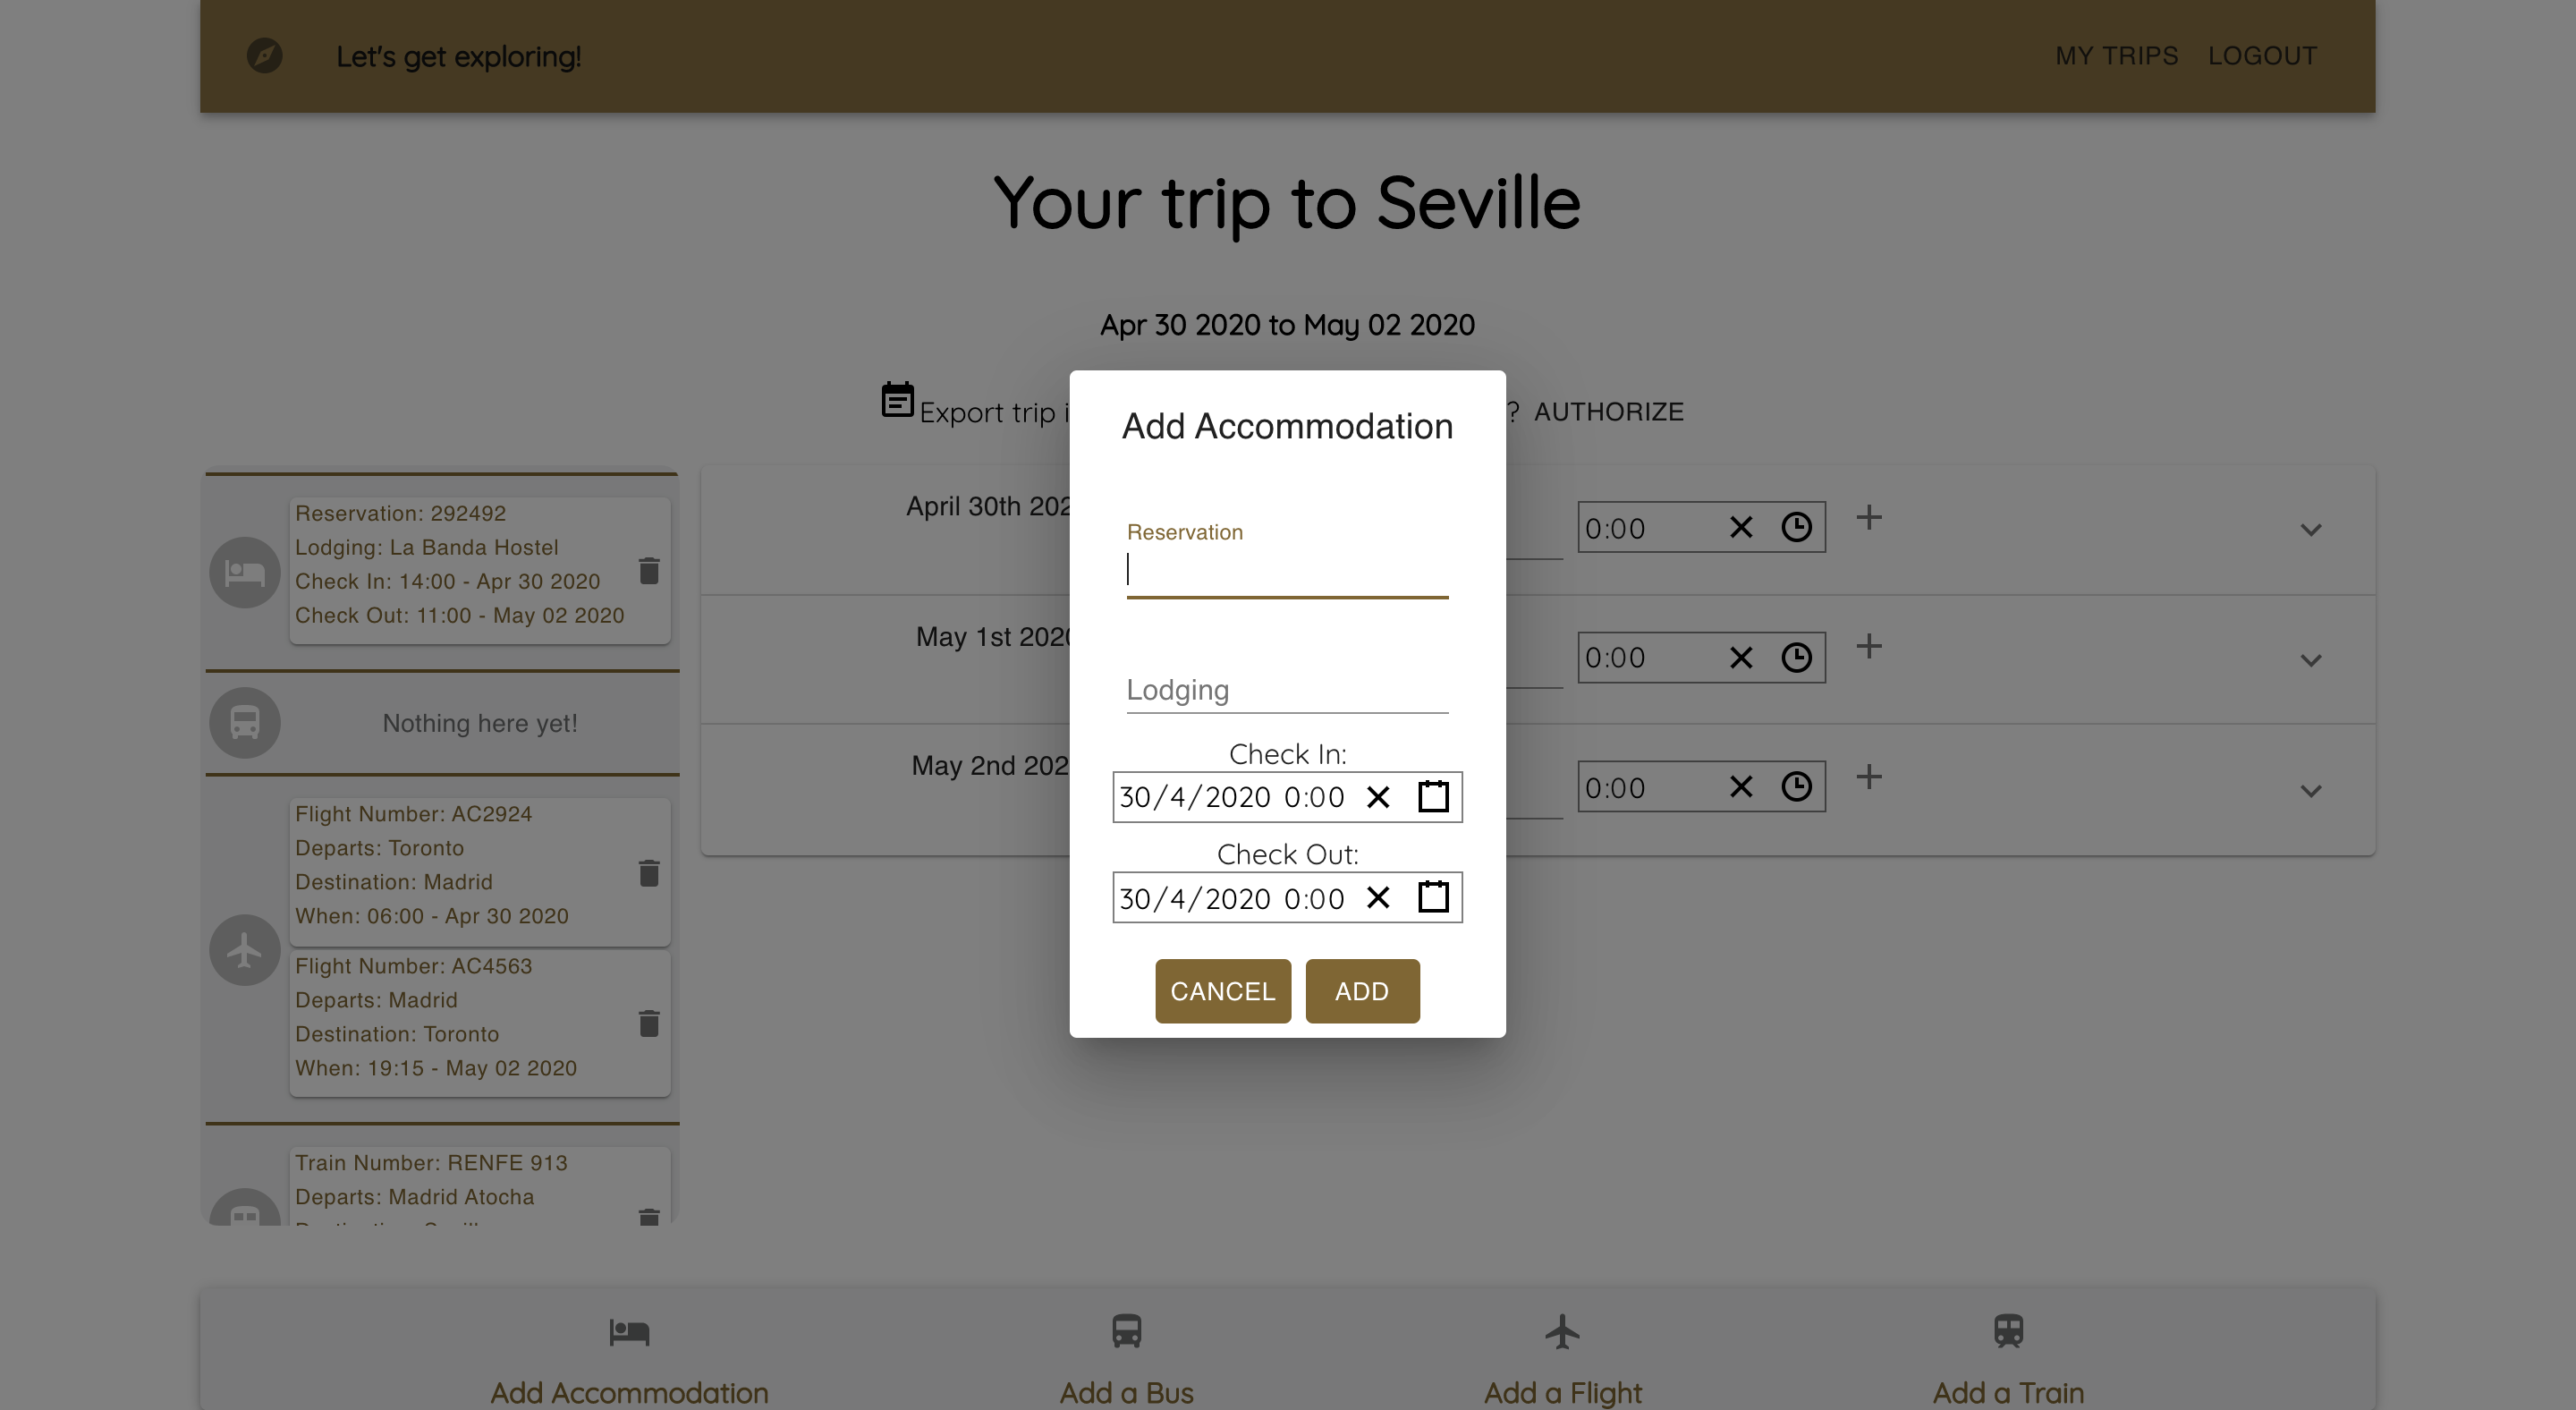 Let's get exploring!
MY TRIPS LOGOUT
Your trip to Seville
Apr 30 2020 to May 02 2020
Export trip
? AUTHORIZE
Reservation: 292492
Lodging: La Banda Hostel
Check In: 14:00 - Apr 30 2020
Check Out: 11:00 - May 02 2020
Nothing here yet!
Flight Number: AC2924
Departs: Toronto
Destination: Madrid
When: 06:00 - Apr 30 2020
Flight Number: AC4563
Departs: Madrid
Destination: Toronto
When: 19:15 - May 02 2020
Train Number: RENFE 913
Departs: Madrid Atocha
April 30th 202
0:00
May 1st 2020
0:00
May 2nd 202
0:00
Add Accommodation
Reservation
Lodging
Check In:
30/4/2020 0:00
Check Out:
30/4/2020 0:00
CANCEL ADD
Add Accommodation
Add a Bus
Add a Flight
Add a Train